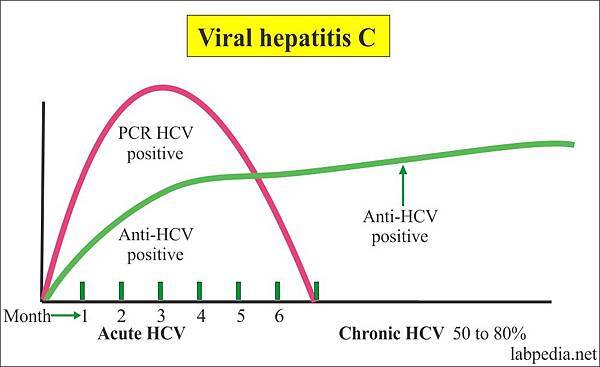 Viral hepatitis C
PCR HCV
positive
Anti-HCV
positive
Anti-HCV
positive
Month 1 2 3 4 5 6
Acute HCV
Chronic HCV 50 to 80%
labpedia.net